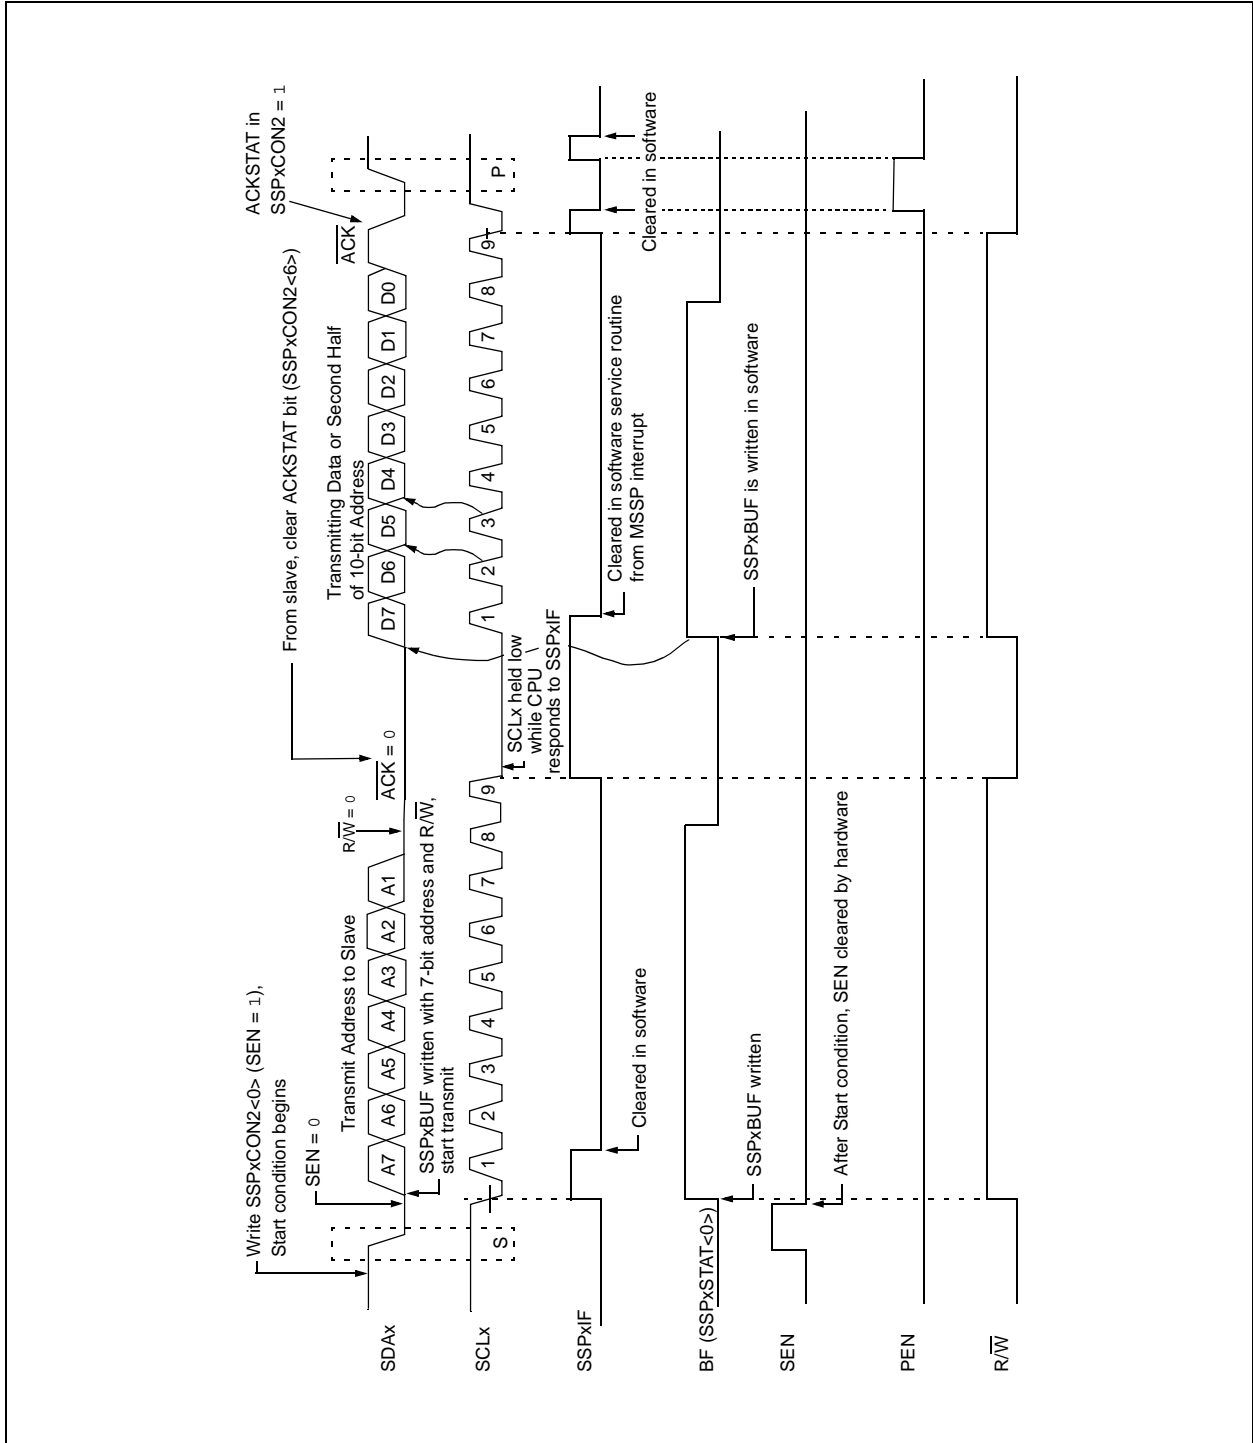 Write SSPxCON2<0> (SEN = 1),
Start condition begins
SEN = 0
Transmit Address to Slave
R/W = 0
From slave, clear ACKSTAT bit (SSPxCON2<6>)
ACK = 0
Transmitting Data or Second Half
of 10-bit Address
ACKSTAT in
SSPxCON2 = 1
ACK
SDAx
A7 A6 A5 A4 A3 A2 A1
D7 D6 D5 D4 D3 D2 D1 D0
SSPxBUF written with 7-bit address and R/W,
start transmit
SCLx
S
1 2 3 4 5 6 7 8 9
1 2 3 4 5 6 7 8 9
P
SCLx held low
while CPU
responds to SSPxIF
SSPxIF
Cleared in software
Cleared in software service routine
from MSSP interrupt
Cleared in software
BF (SSPxSTAT<0>)
SSPxBUF written
SSPxBUF is written in software
SEN
After Start condition, SEN cleared by hardware
PEN
R/W